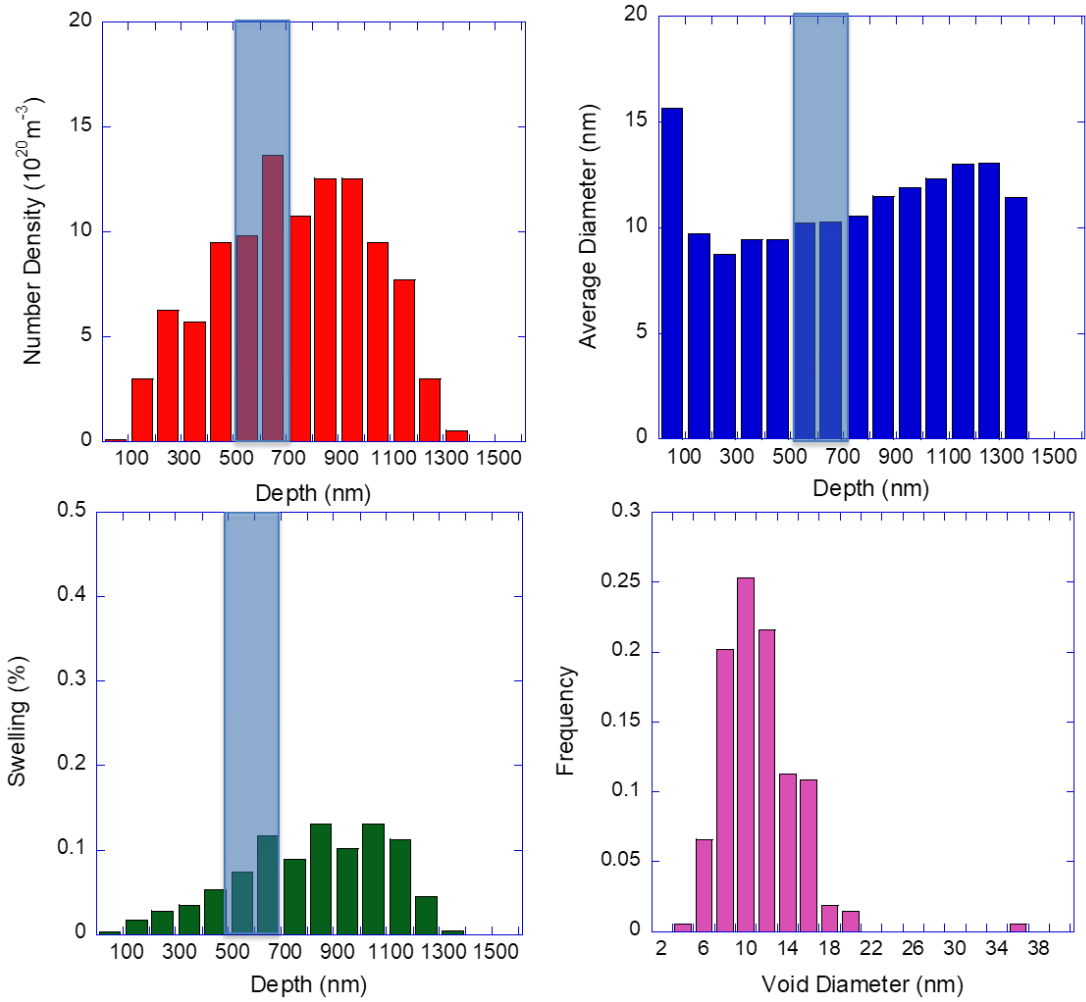 20
15
10
5
0
Number Density (10²⁰m⁻³)
100 300 500 700 900 1100 1300 1500
Depth (nm)
20
15
10
5
0
Average Diameter (nm)
100 300 500 700 900 1100 1300 1500
Depth (nm)
0.5
0.4
0.3
0.2
0.1
0
Swelling (%)
100 300 500 700 900 1100 1300 1500
Depth (nm)
0.3
0.25
0.2
0.15
0.1
0.05
0
Frequency
2 6 10 14 18 22 26 30 34 38
Void Diameter (nm)